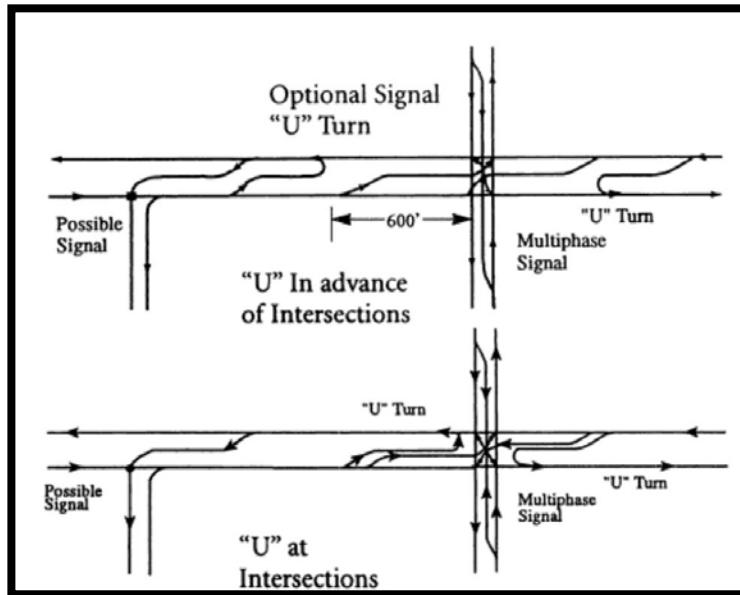 Optional Signal
"U" Turn
Possible
Signal
600'
"U" Turn
Multiphase
Signal
"U" In advance
of Intersections
"U" Turn
Possible
Signal
"U" Turn
Multiphase
Signal
"U" at
Intersections